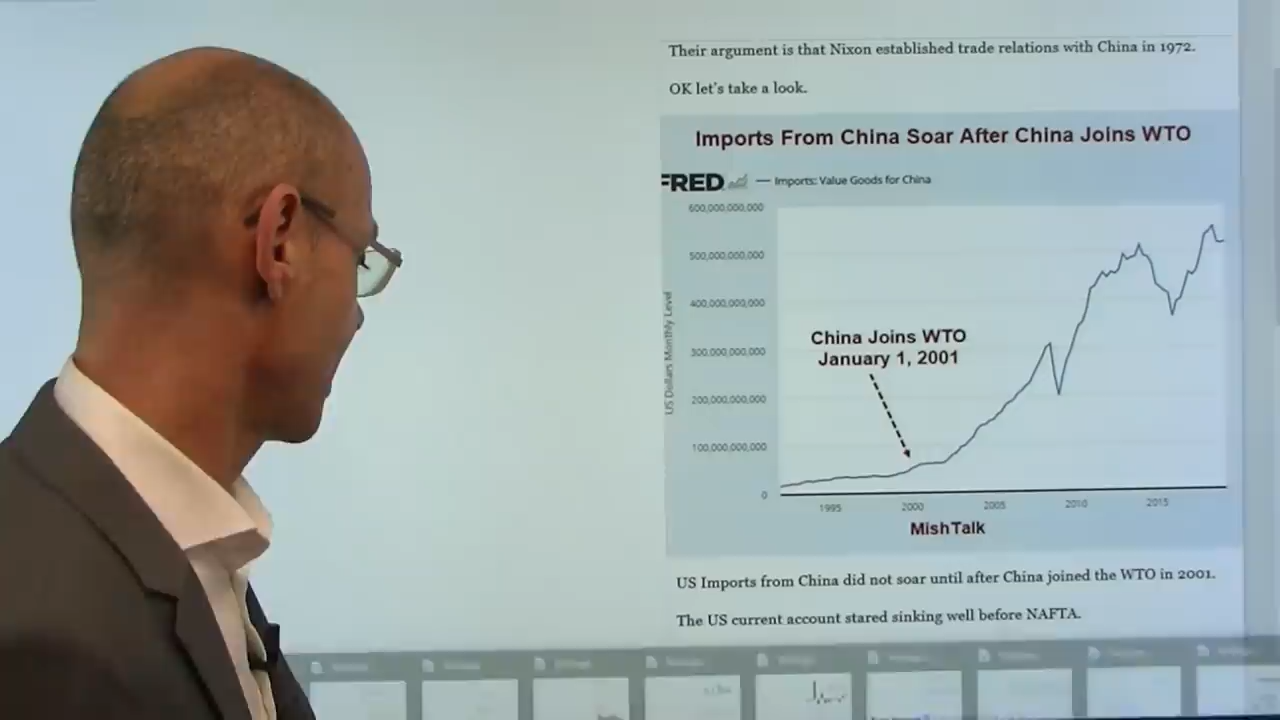 Their argument is that Nixon established trade relations with China in 1972.
OK let's take a look.
Imports From China Soar After China Joins WTO
FRED — Imports: Value Goods for China
600,000,000,000
500,000,000,000
400,000,000,000
300,000,000,000
200,000,000,000
100,000,000,000
0
US Dollars Monthly Level
China Joins WTO
January 1, 2001
1995 2000 2005 2010 2015
MishTalk
US Imports from China did not soar until after China joined the WTO in 2001.
The US current account stared sinking well before NAFTA.